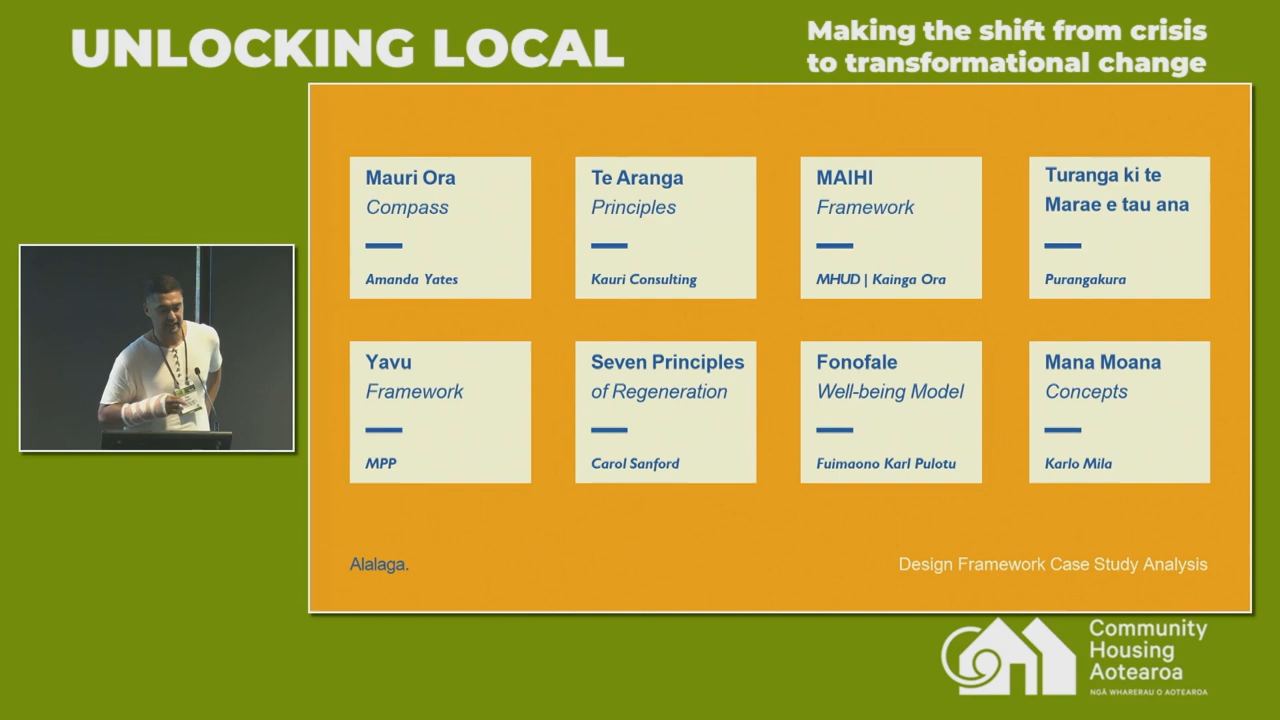 UNLOCKING LOCAL
Making the shift from crisis
to transformational change
Mauri Ora
Compass
Amanda Yates
Te Aranga
Principles
Kauri Consulting
MAIHI
Framework
MHUD | Kainga Ora
Turanga ki te
Marae e tau ana
Purangakura
Yavu
Framework
MPP
Seven Principles
of Regeneration
Carol Sanford
Fonofale
Well-being Model
Fuimaono Karl Pulotu
Mana Moana
Concepts
Karlo Mila
Alalaga.
Design Framework Case Study Analysis
Community
Housing
Aotearoa
NGĀ WHARERAU O AOTEAROA